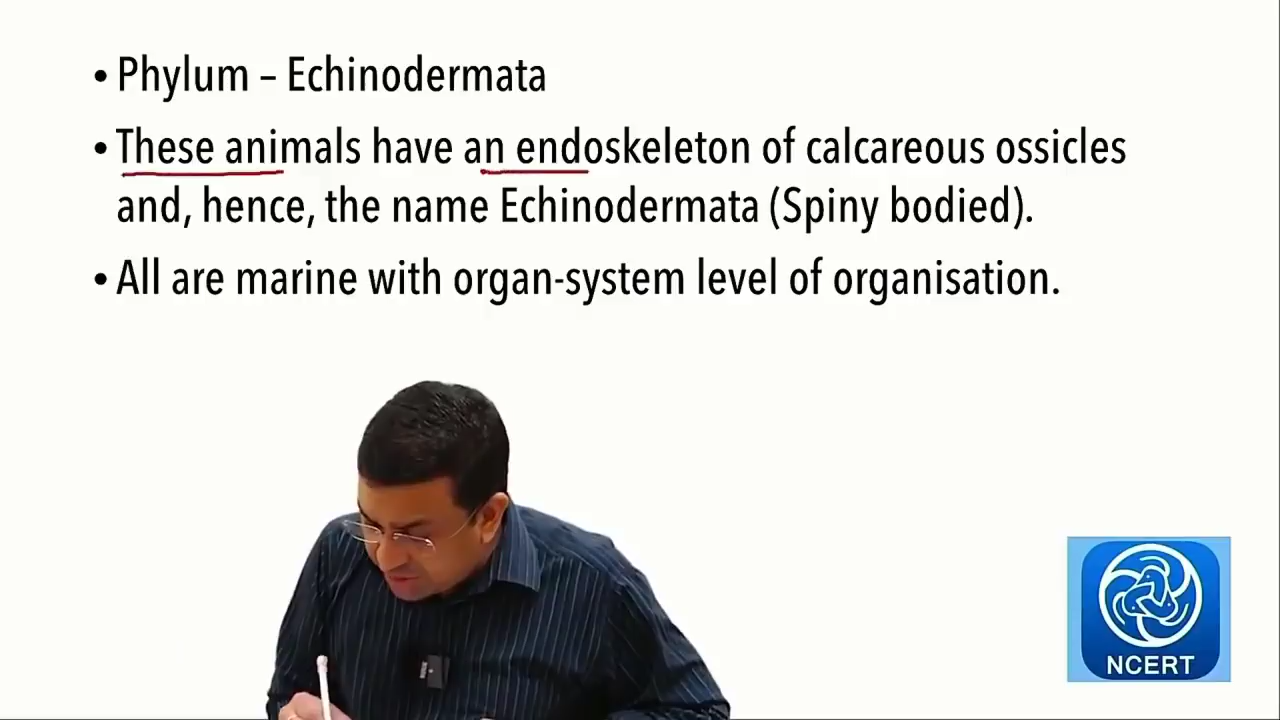 • Phylum – Echinodermata
• These animals have an endoskeleton of calcareous ossicles
and, hence, the name Echinodermata (Spiny bodied).
• All are marine with organ-system level of organisation.
NCERT